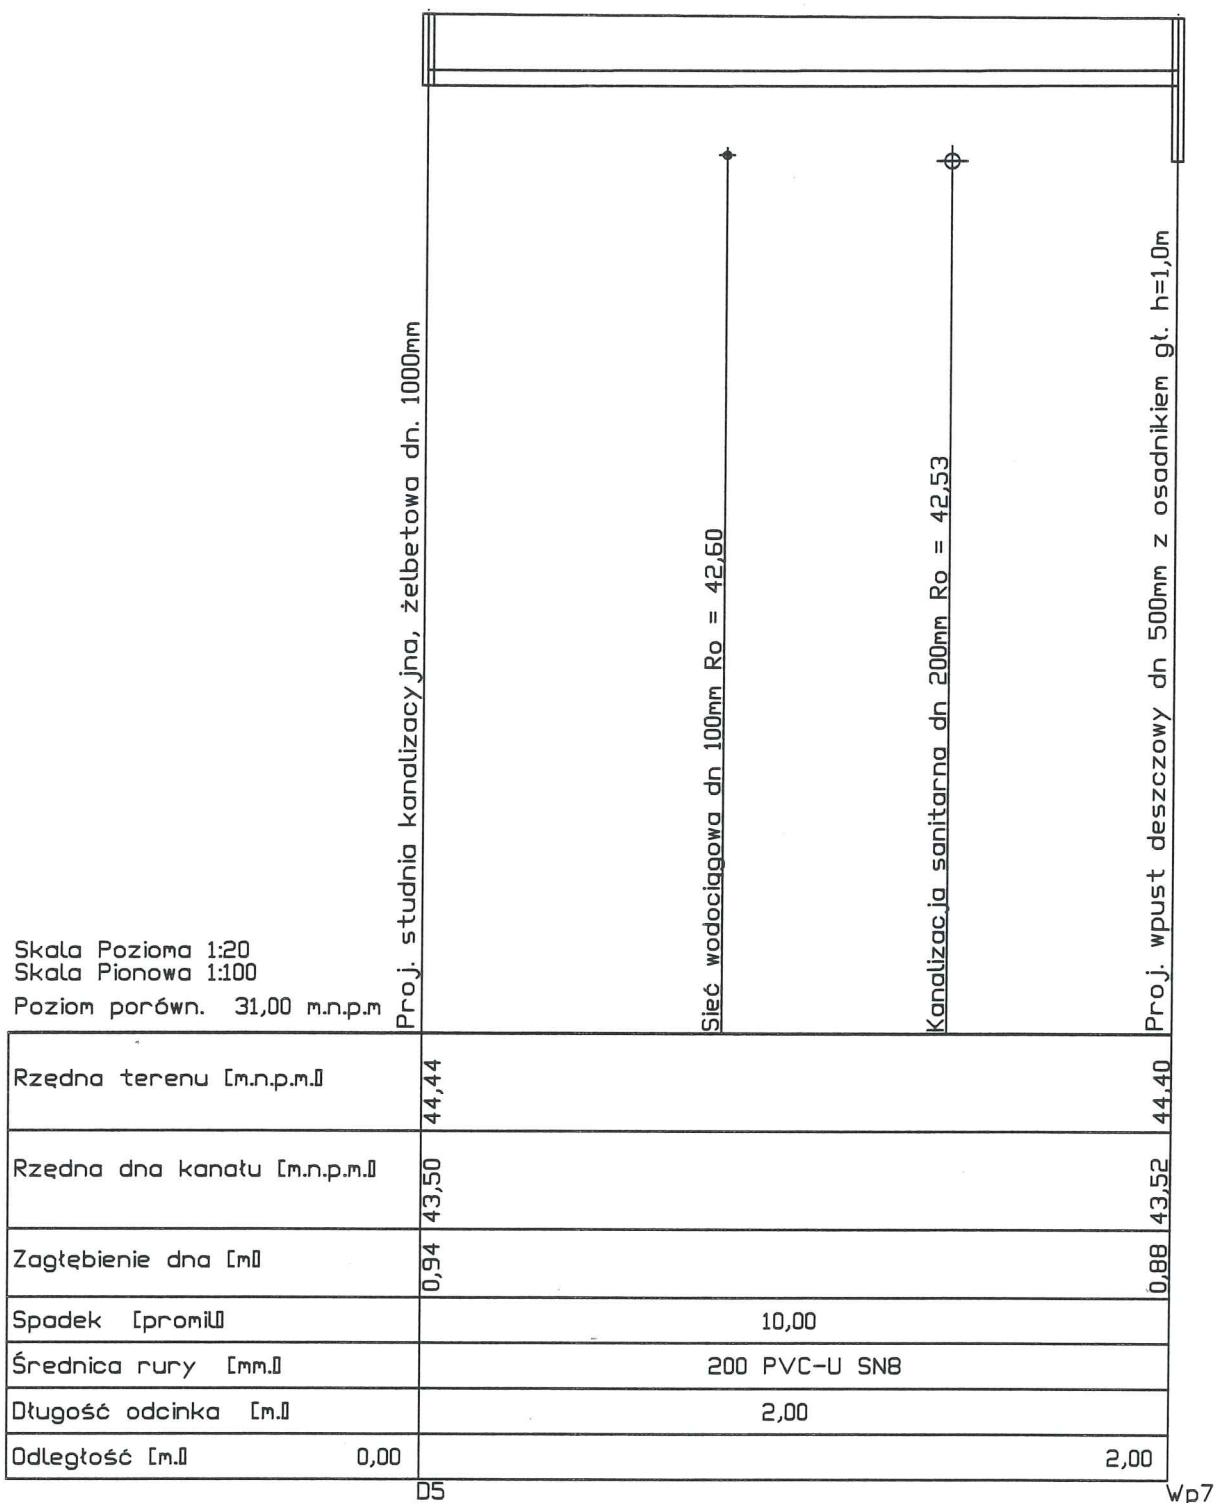 Proj. studnia kanalizacyjna, żelbetowa dn. 1000mm
Sieć wodociągowa dn 100mm Ro = 42,60
Kanalizacja sanitarna dn 200mm Ro = 42,53
Proj. wpust deszczowy dn 500mm z osadnikiem gł. h=1,0m
Skala Pozioma 1:20
Skala Pionowa 1:100
Poziom porówn. 31,00 m.n.p.m
Rzędna terenu [m.n.p.m.] 44,44 44,40
Rzędna dna kanału [m.n.p.m.] 43,50 43,52
Zagłębienie dna [m] 0,94 0,88
Spadek [promil] 10,00
Średnica rury [mm.] 200 PVC-U SN8
Długość odcinka [m.] 2,00
Odległość [m.] 0,00 2,00
D5 Wp7